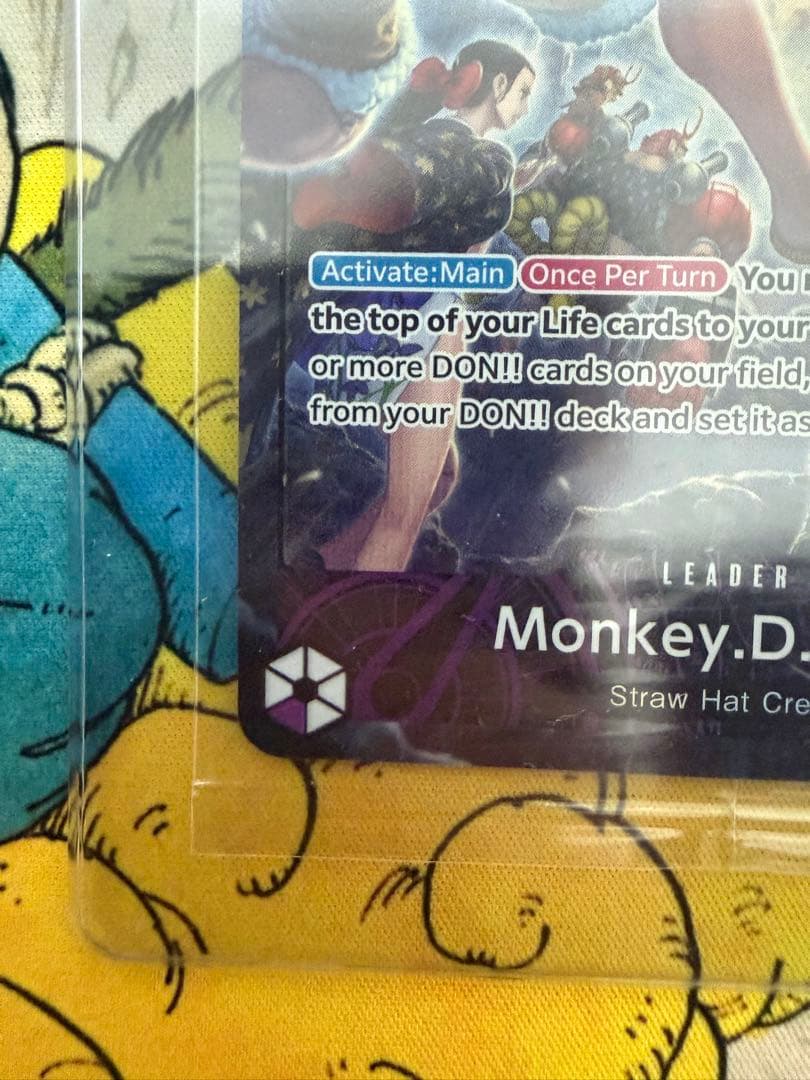 Activate:Main Once Per Turn You
the top of your Life cards to your
or more DON!! cards on your field,
from your DON!! deck and set it as
LEADER
Monkey.D.
Straw Hat Cre